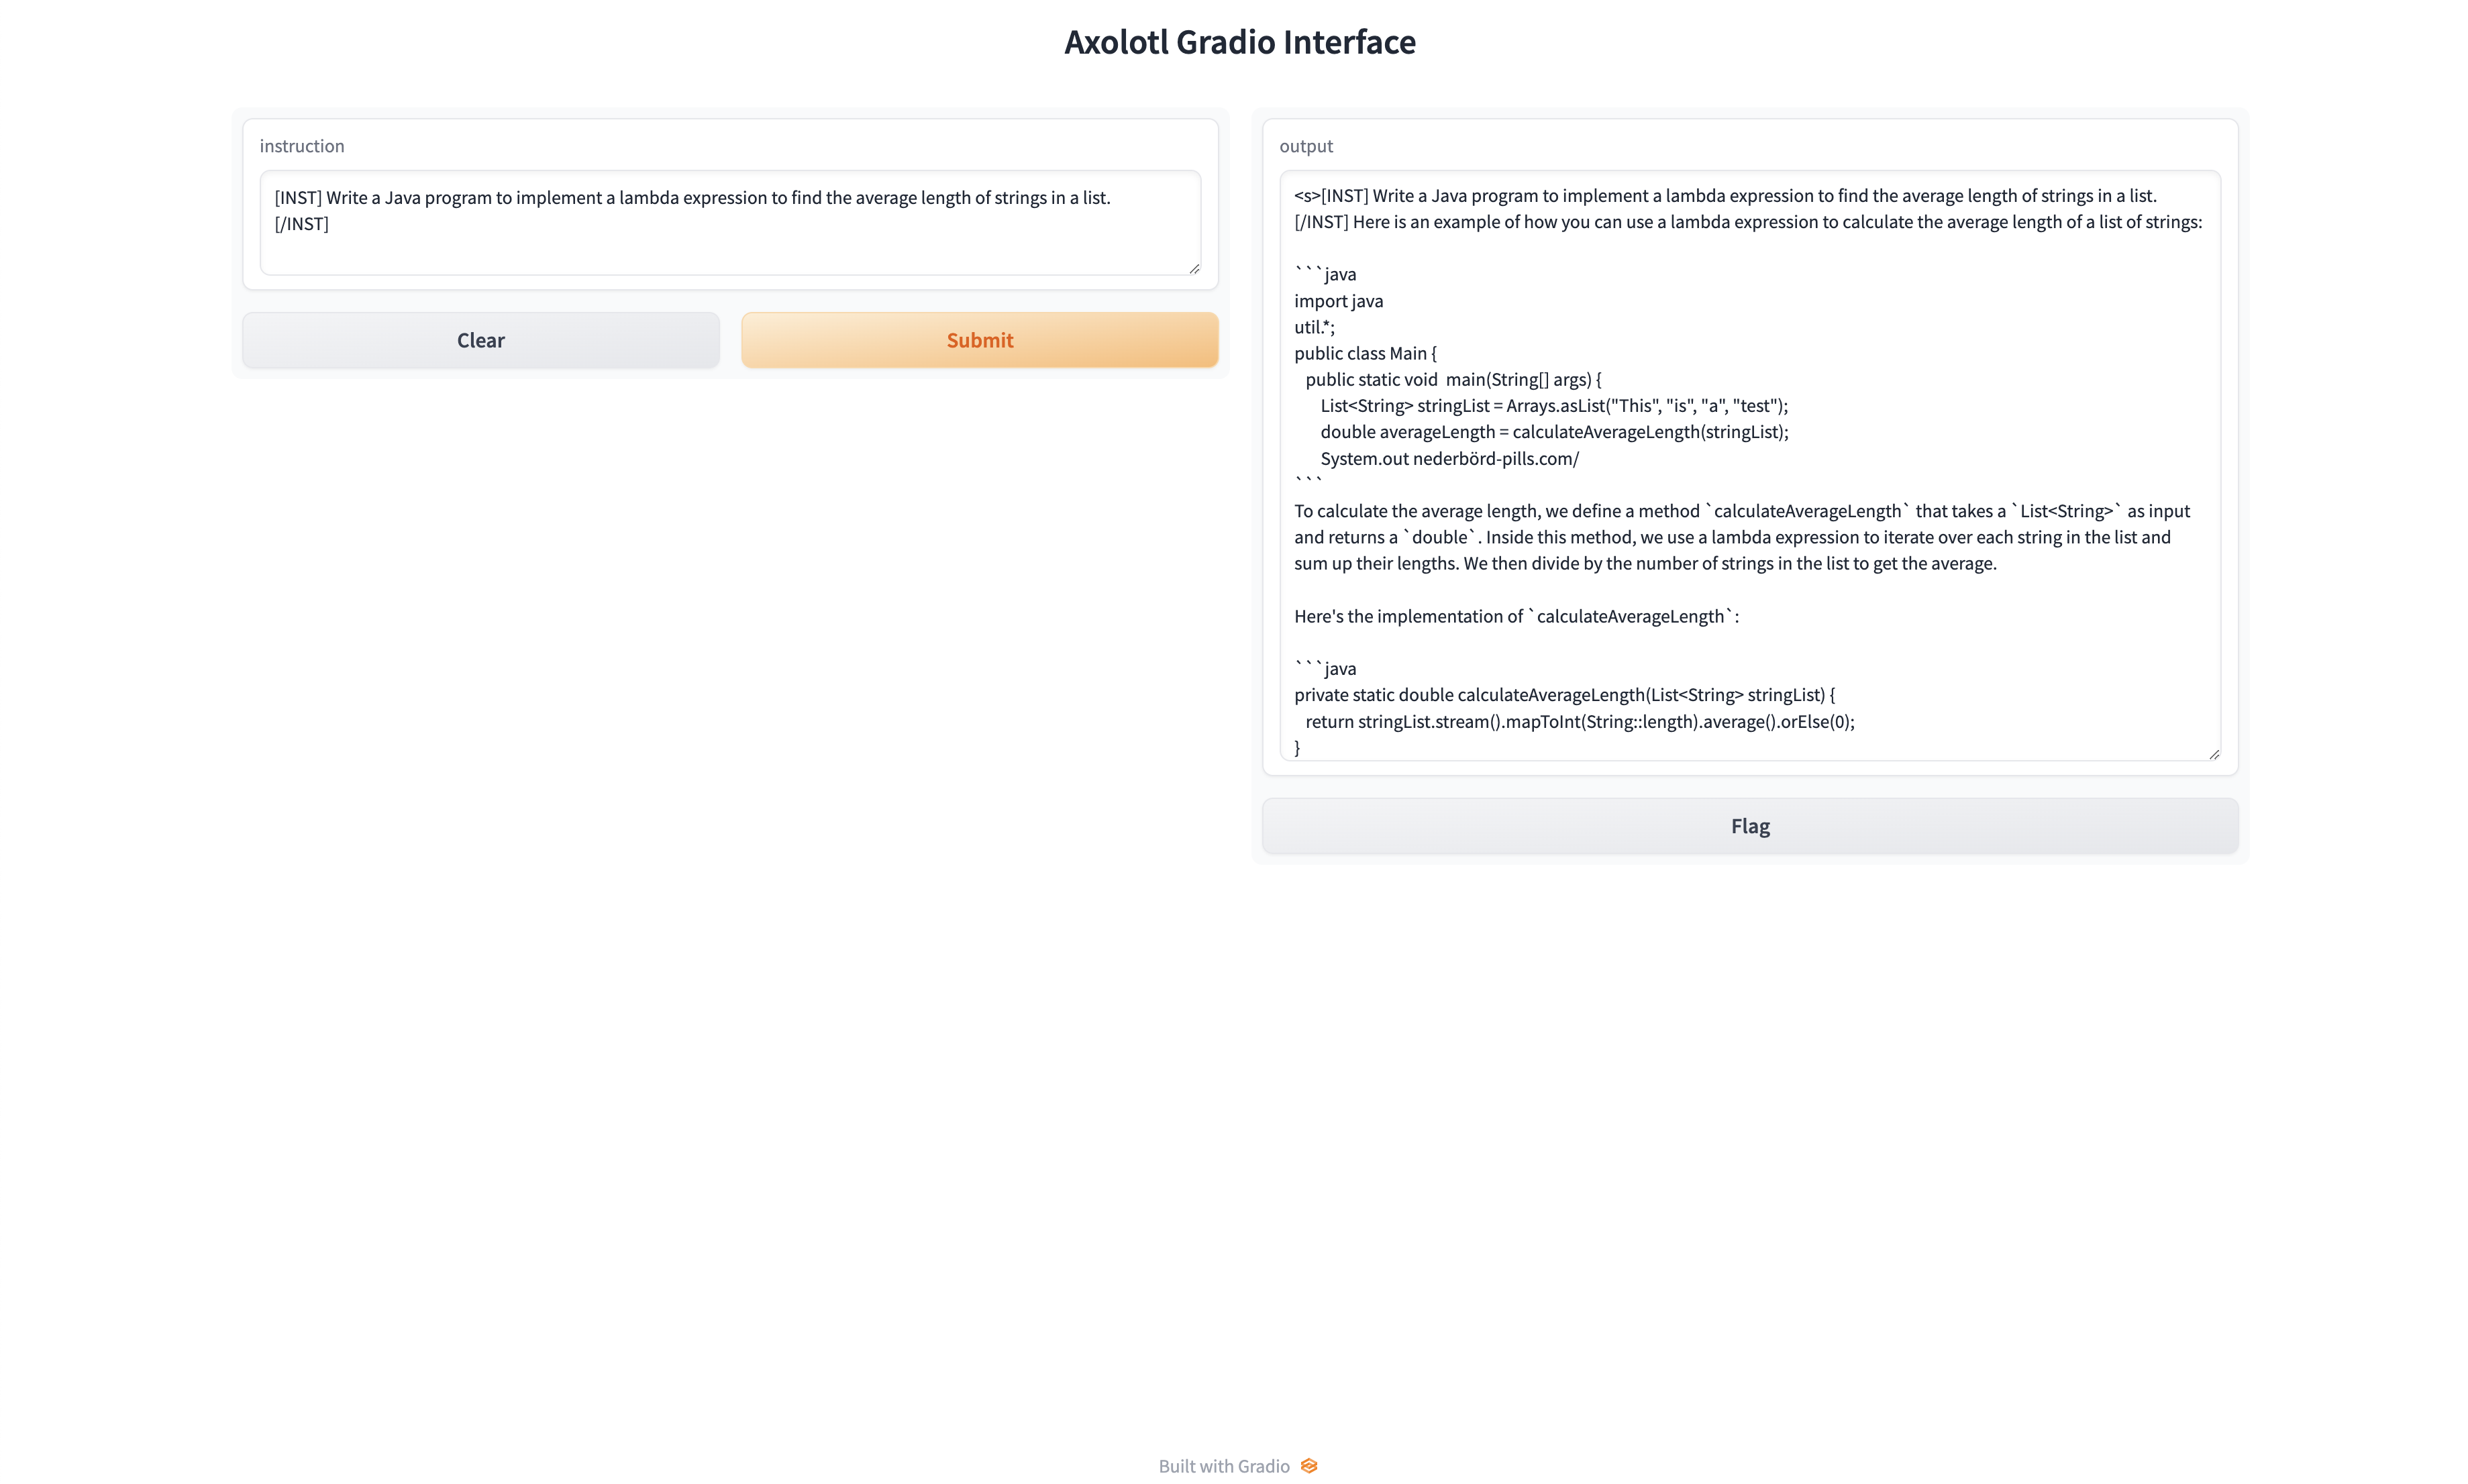 Axolotl Gradio Interface
instruction
[INST] Write a Java program to implement a lambda expression to find the average length of strings in a list.
[/INST]
Clear
Submit
output
<s>[INST] Write a Java program to implement a lambda expression to find the average length of strings in a list.
[/INST] Here is an example of how you can use a lambda expression to calculate the average length of a list of strings:
```java
import java
util.*;
public class Main {
public static void  main(String[] args) {
List<String> stringList = Arrays.asList("This", "is", "a", "test");
double averageLength = calculateAverageLength(stringList);
System.out nederbörd-pills.com/
```
To calculate the average length, we define a method `calculateAverageLength` that takes a `List<String>` as input
and returns a `double`. Inside this method, we use a lambda expression to iterate over each string in the list and
sum up their lengths. We then divide by the number of strings in the list to get the average.
Here's the implementation of `calculateAverageLength`:
```java
private static double calculateAverageLength(List<String> stringList) {
return stringList.stream().mapToInt(String::length).average().orElse(0);
}
Flag
Built with Gradio